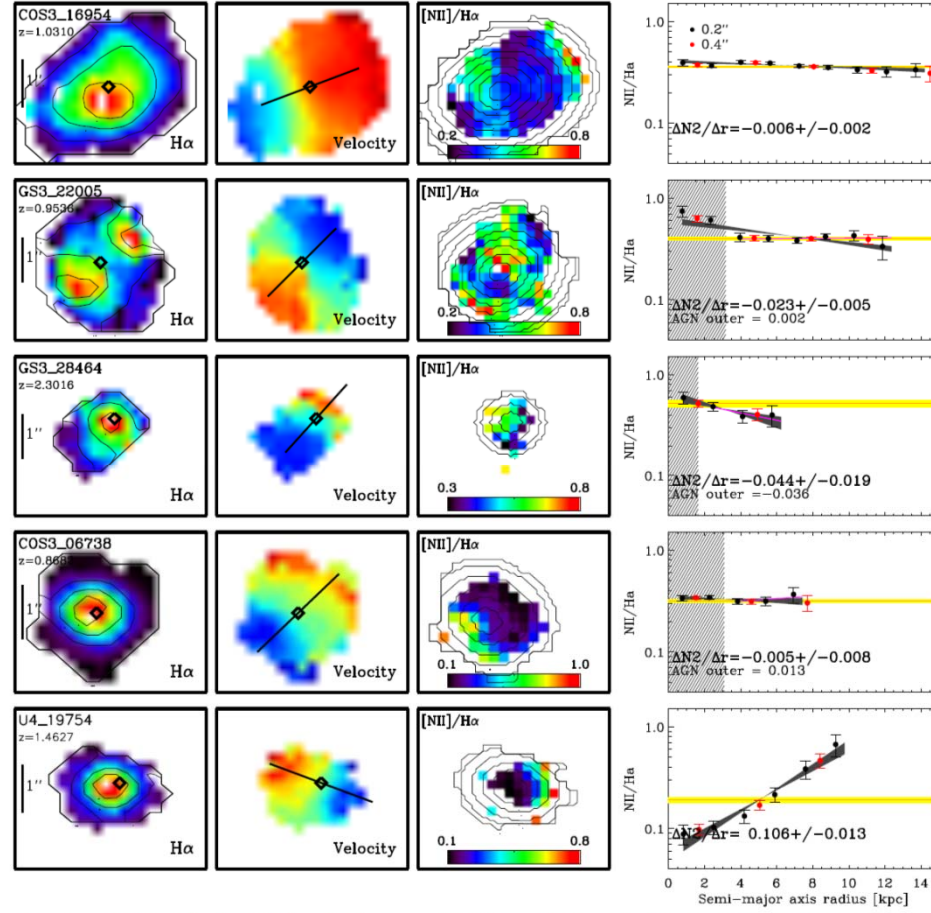 COS3_16954
z=1.0310
1''
Hα
Velocity
[NII]/Hα
0.2 0.8
NII/Ha
1.0
0.1
0.2''
0.4''
ΔN2/Δr=-0.006+/-0.002
GS3_22005
z=0.9536
1''
Hα
Velocity
[NII]/Hα
0.2 0.8
NII/Ha
1.0
0.1
ΔN2/Δr=-0.023+/-0.005
AGN outer = 0.002
GS3_28464
z=2.3016
1''
Hα
Velocity
[NII]/Hα
0.3 0.8
NII/Ha
1.0
0.1
ΔN2/Δr=-0.044+/-0.019
AGN outer =-0.036
COS3_06738
1''
Hα
Velocity
[NII]/Hα
0.1 1.0
NII/Ha
1.0
0.1
ΔN2/Δr=-0.005+/-0.008
AGN outer = 0.013
U4_19754
z=1.4627
1''
Hα
Velocity
[NII]/Hα
0.1 0.8
NII/Ha
1.0
0.1
ΔN2/Δr= 0.106+/-0.013
0 2 4 6 8 10 12 14
Semi-major axis radius [kpc]